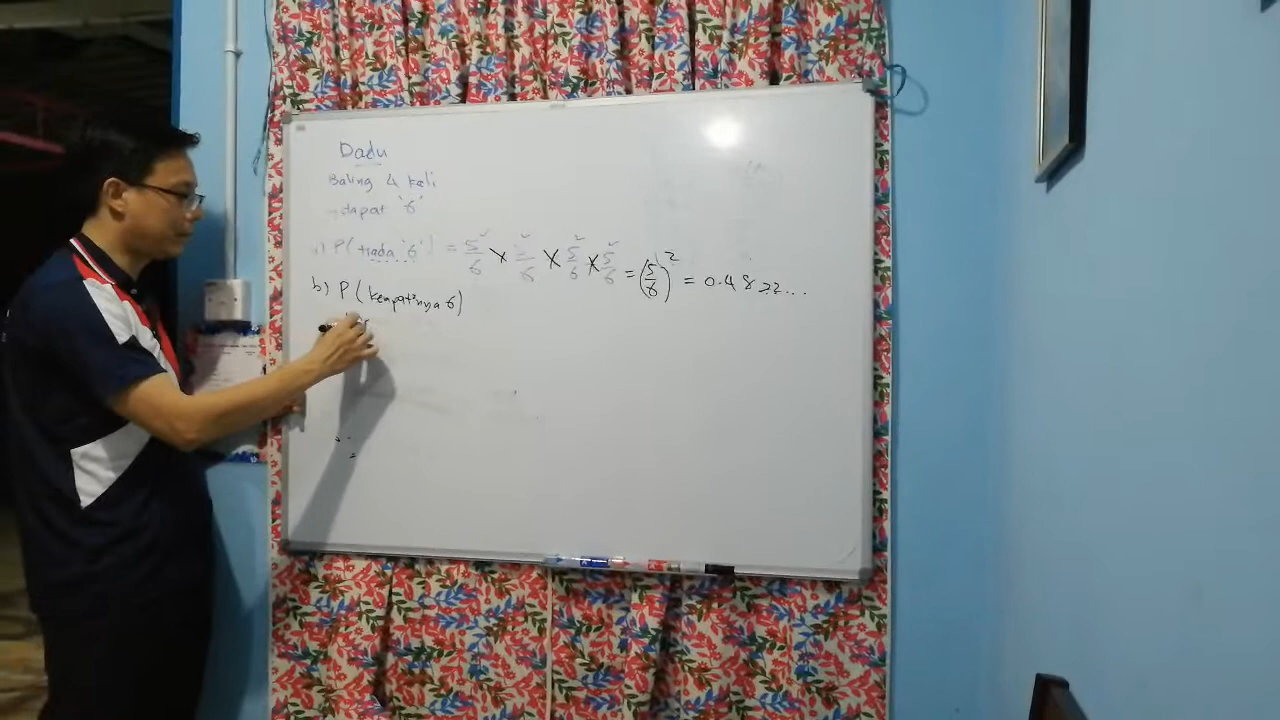 Dadu
Baling 4 kali
dapat '6'
P(tiada '6') = 5/6 × 5/6 × 5/6 × 5/6 = (5/6)² = 0.4822...
b) P(keempat²nya 6)